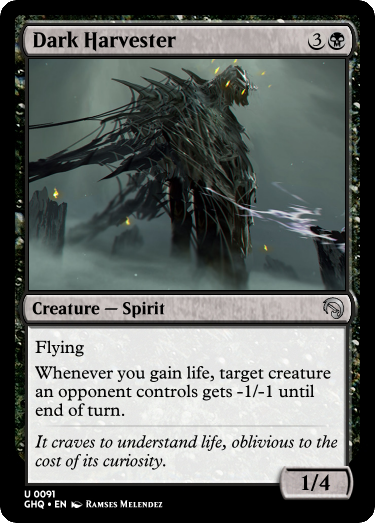 Dark Harvester 3
Creature — Spirit
Flying
Whenever you gain life, target creature
an opponent controls gets -1/-1 until
end of turn.
It craves to understand life, oblivious to the
cost of its curiosity.
1/4
U 0091
GHQ • EN Ramses Melendez